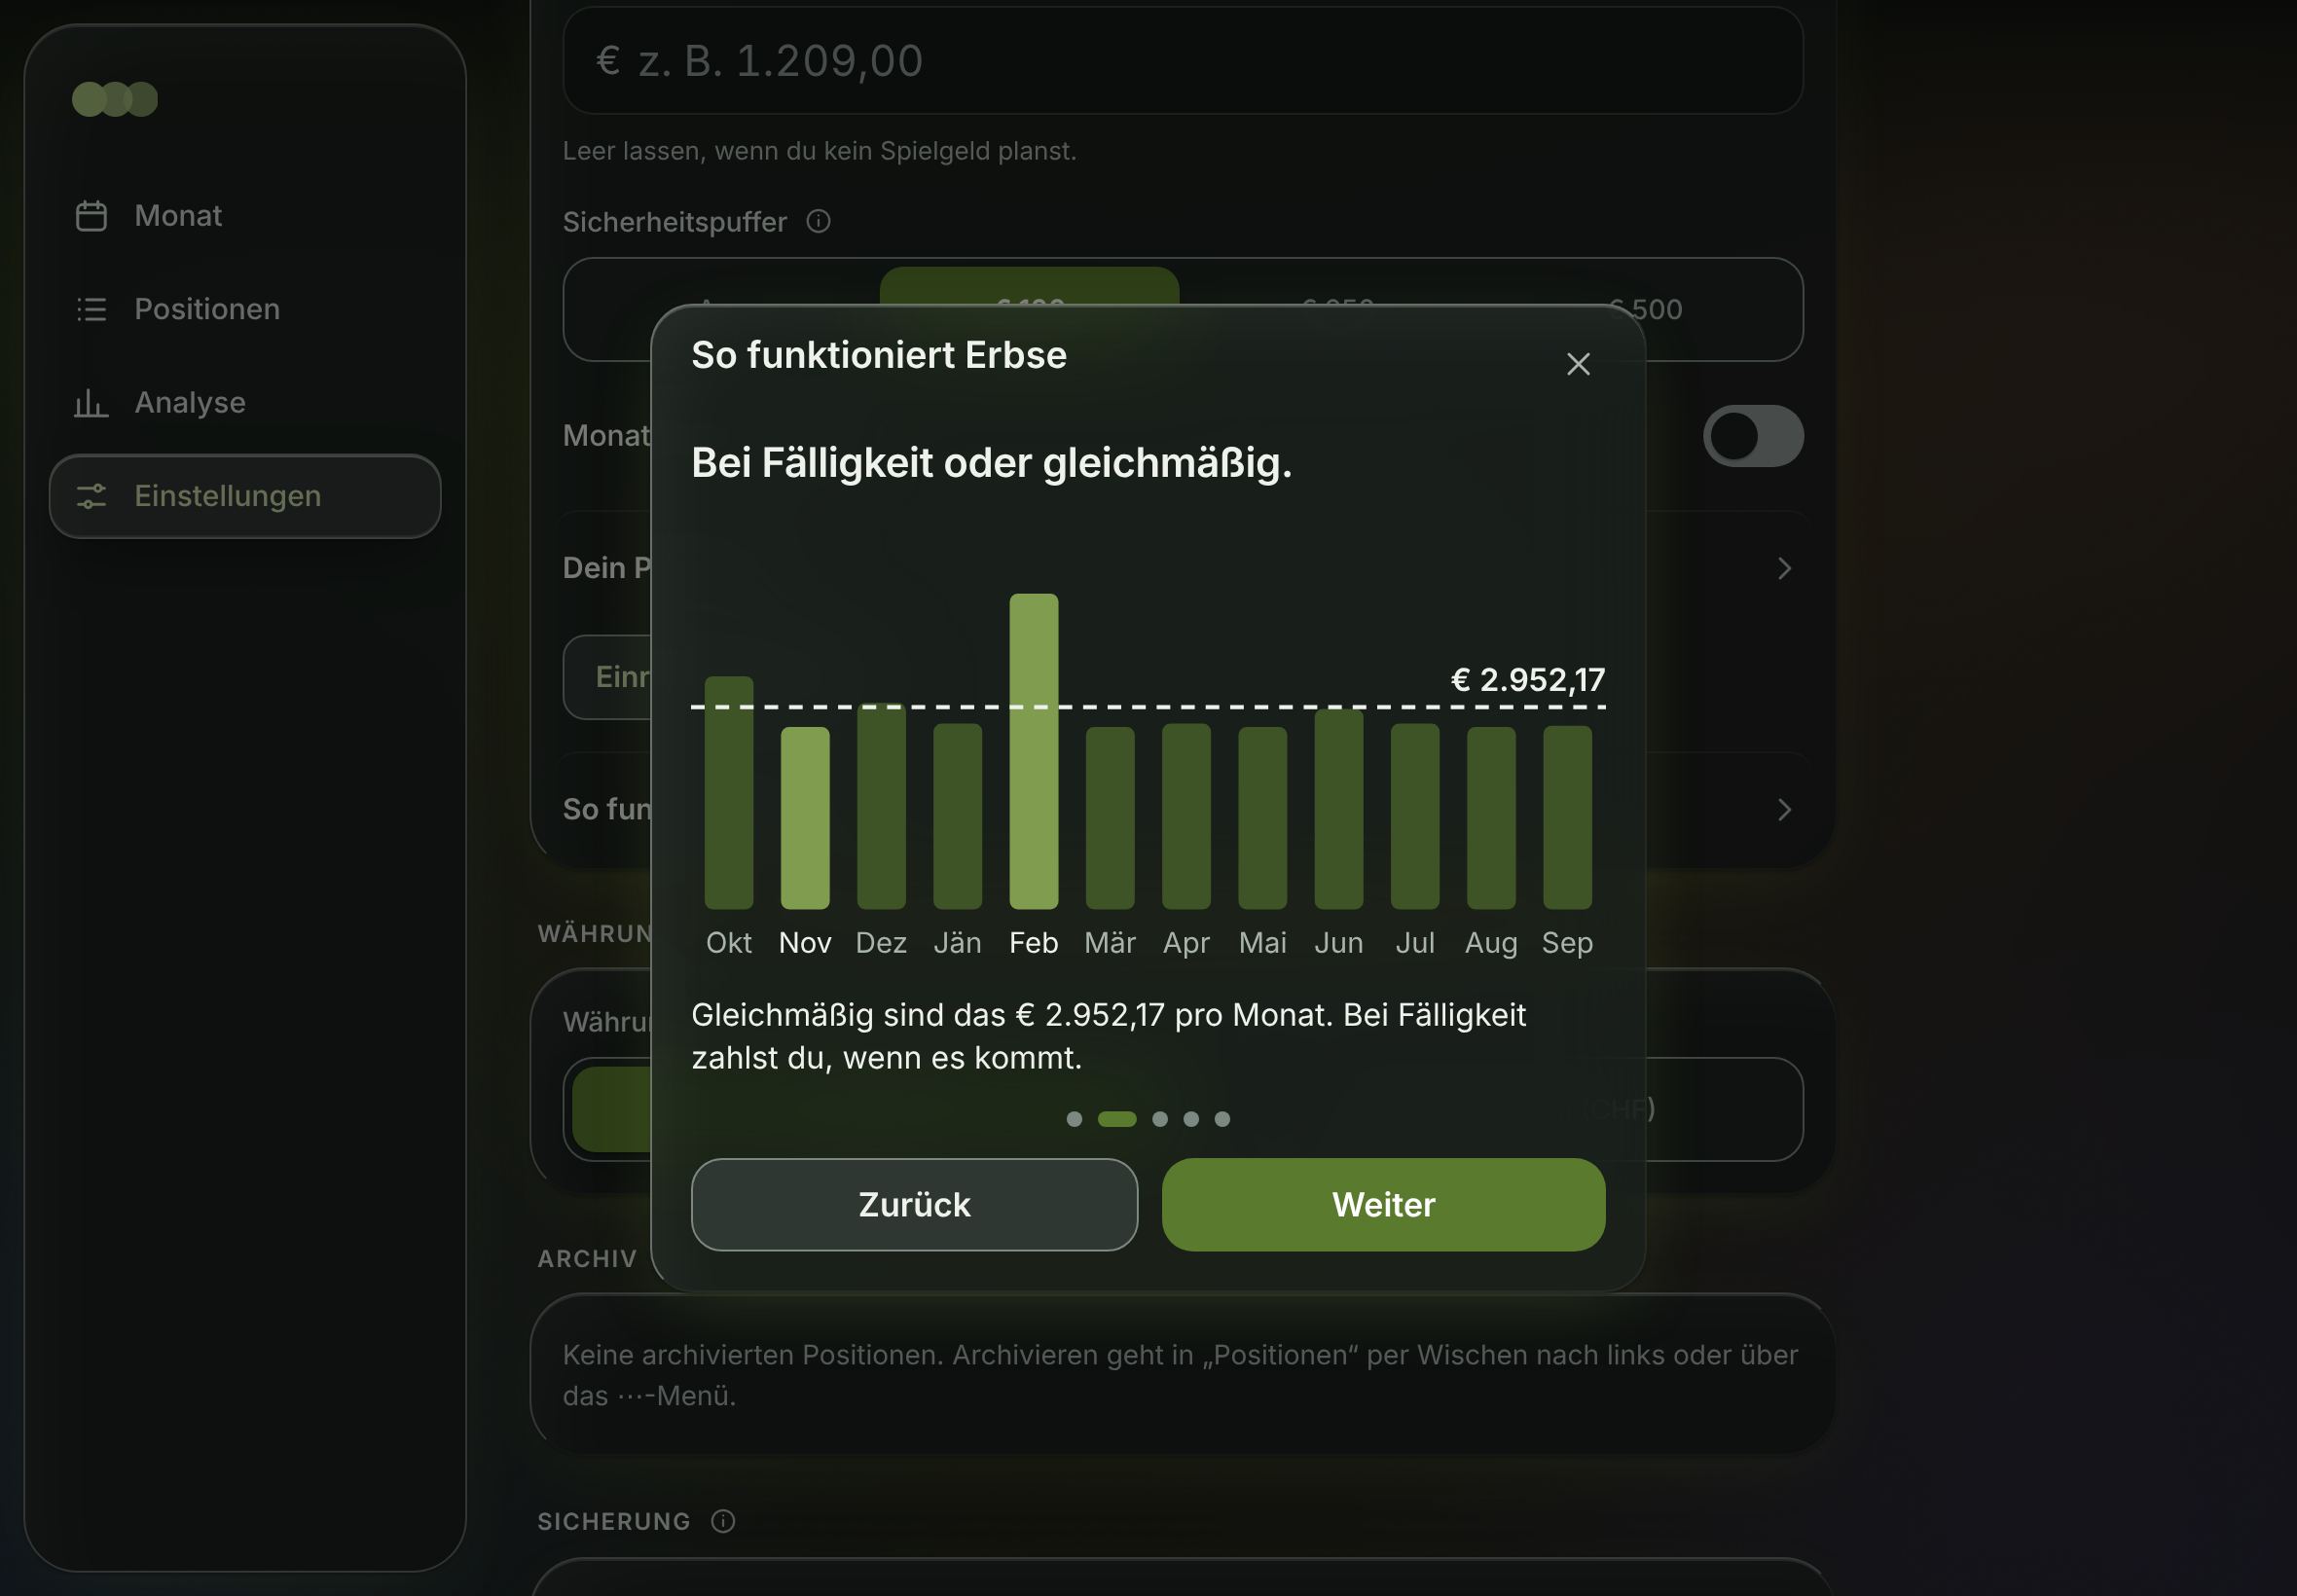 € z. B. 1.209,00
Leer lassen, wenn du kein Spielgeld planst.
Sicherheitspuffer
500
Monat
Positionen
Analyse
Einstellungen
Monat
Dein P
Einr
So fun
WÄHRUN
Währu
ARCHIV
Keine archivierten Positionen. Archivieren geht in „Positionen“ per Wischen nach links oder über
das ···-Menü.
SICHERUNG
So funktioniert Erbse
Bei Fälligkeit oder gleichmäßig.
€ 2.952,17
Okt Nov Dez Jän Feb Mär Apr Mai Jun Jul Aug Sep
Gleichmäßig sind das € 2.952,17 pro Monat. Bei Fälligkeit
zahlst du, wenn es kommt.
Zurück
Weiter